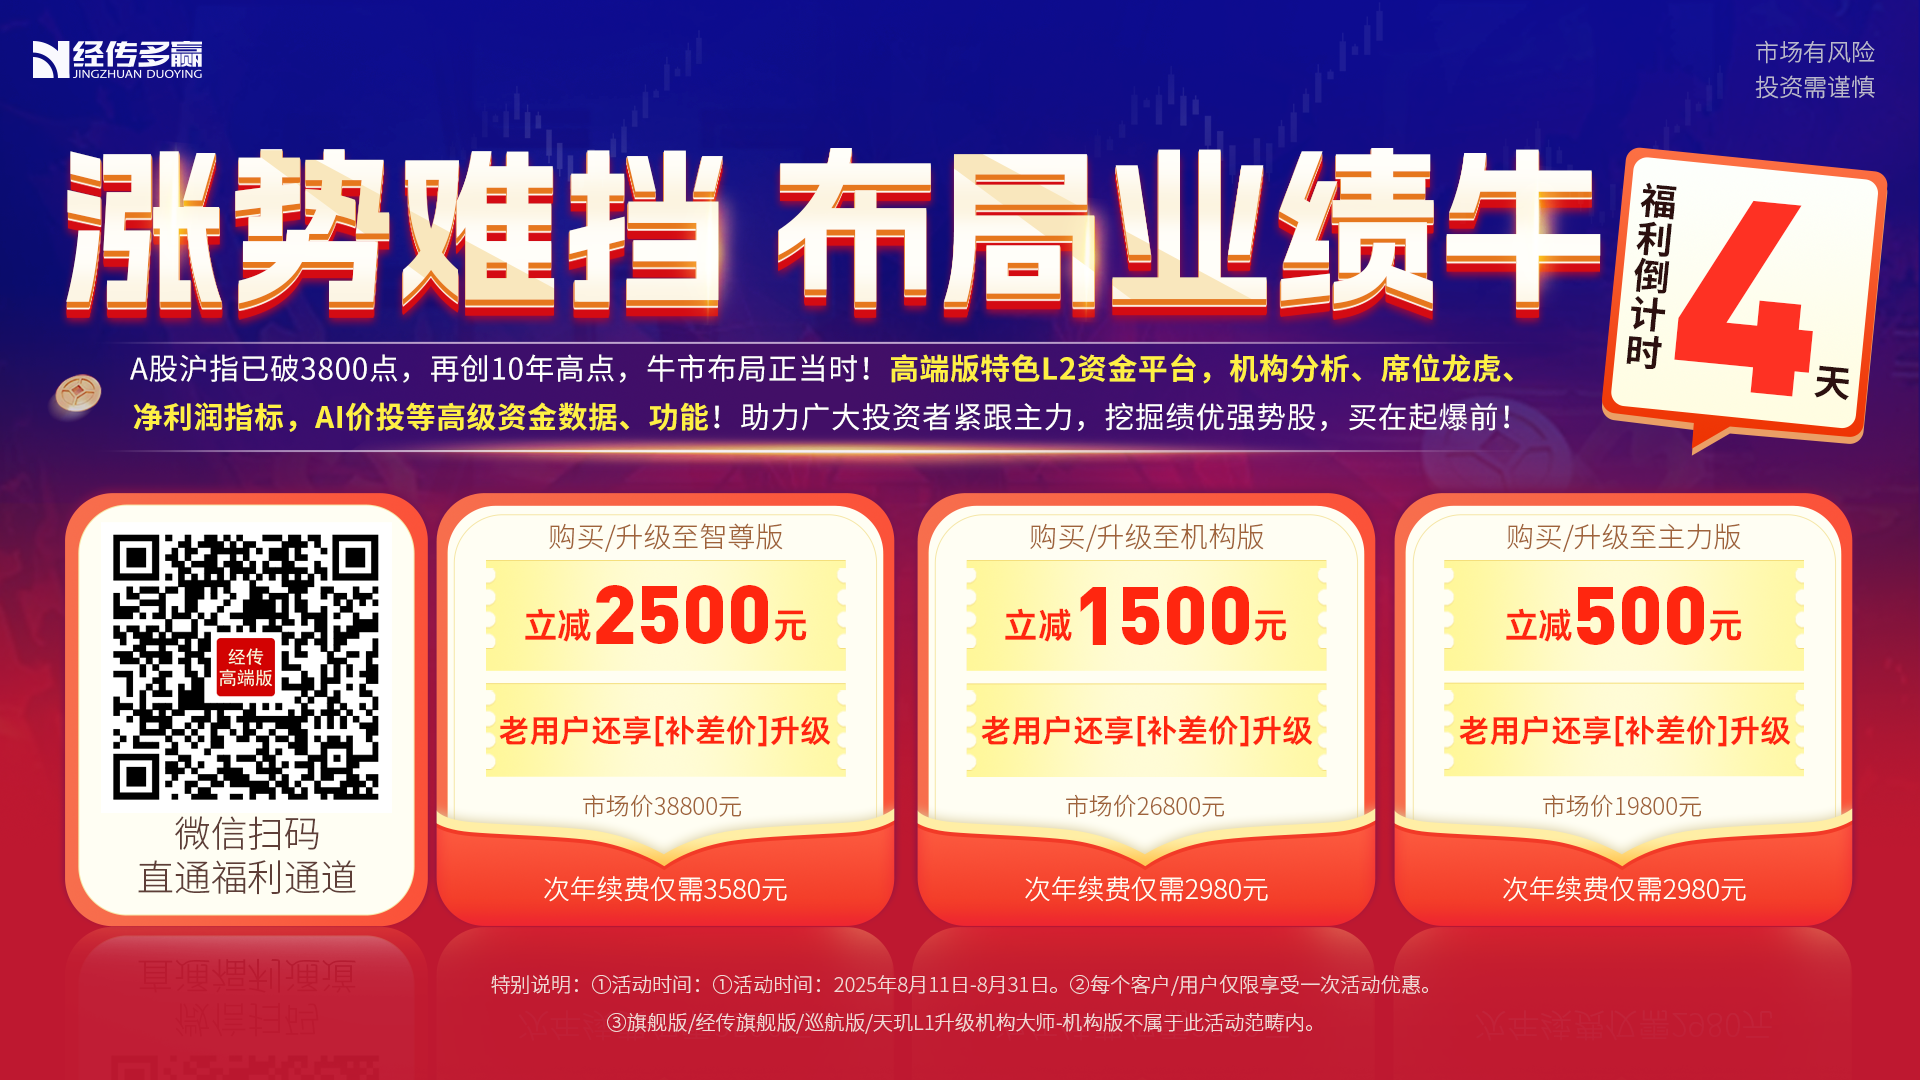 经传多赢
JINGZHUAN DUOYING
市场有风险
投资需谨慎
涨势难挡 布局业绩牛
福利倒计时
4天
A股沪指已破3800点，再创10年高点，牛市布局正当时！高端版特色L2资金平台，机构分析、席位龙虎、
净利润指标，AI价投等高级资金数据、功能！助力广大投资者紧跟主力，挖掘绩优强势股，买在起爆前！
经传
高端版
微信扫码
直通福利通道
购买/升级至智尊版
立减2500元
老用户还享[补差价]升级
市场价38800元
次年续费仅需3580元
购买/升级至机构版
立减1500元
老用户还享[补差价]升级
市场价26800元
次年续费仅需2980元
购买/升级至主力版
立减500元
老用户还享[补差价]升级
市场价19800元
次年续费仅需2980元
特别说明：①活动时间：①活动时间：2025年8月11日-8月31日。②每个客户/用户仅限享受一次活动优惠。
③旗舰版/经传旗舰版/巡航版/天玑L1升级机构大师-机构版不属于此活动范畴内。